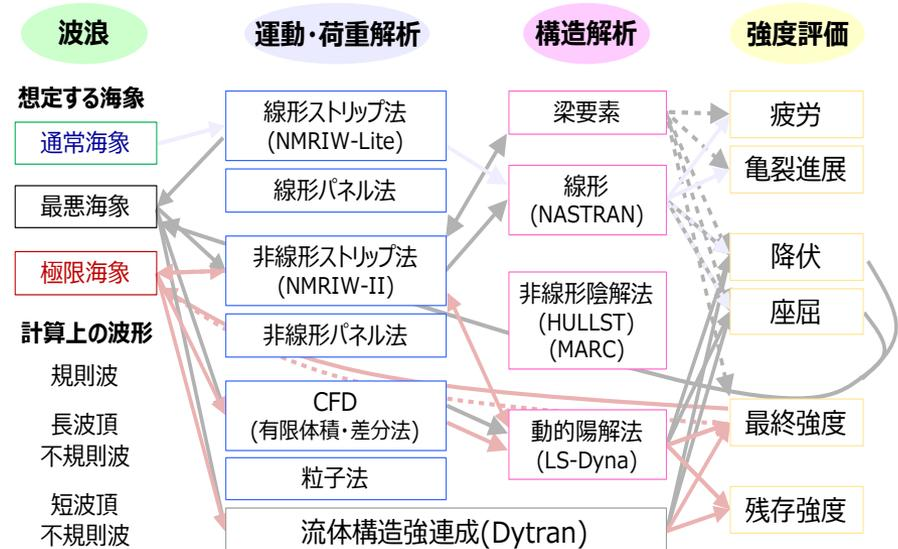 波浪
運動･荷重解析
構造解析
強度評価
想定する海象
通常海象
最悪海象
極限海象
計算上の波形
規則波
長波頂
不規則波
短波頂
不規則波
線形ストリップ法
(NMRIW-Lite)
線形パネル法
非線形ストリップ法
(NMRIW-II)
非線形パネル法
CFD
(有限体積･差分法)
粒子法
流体構造強連成(Dytran)
梁要素
線形
(NASTRAN)
非線形陰解法
(HULLST)
(MARC)
動的陽解法
(LS-Dyna)
疲労
亀裂進展
降伏
座屈
最終強度
残存強度